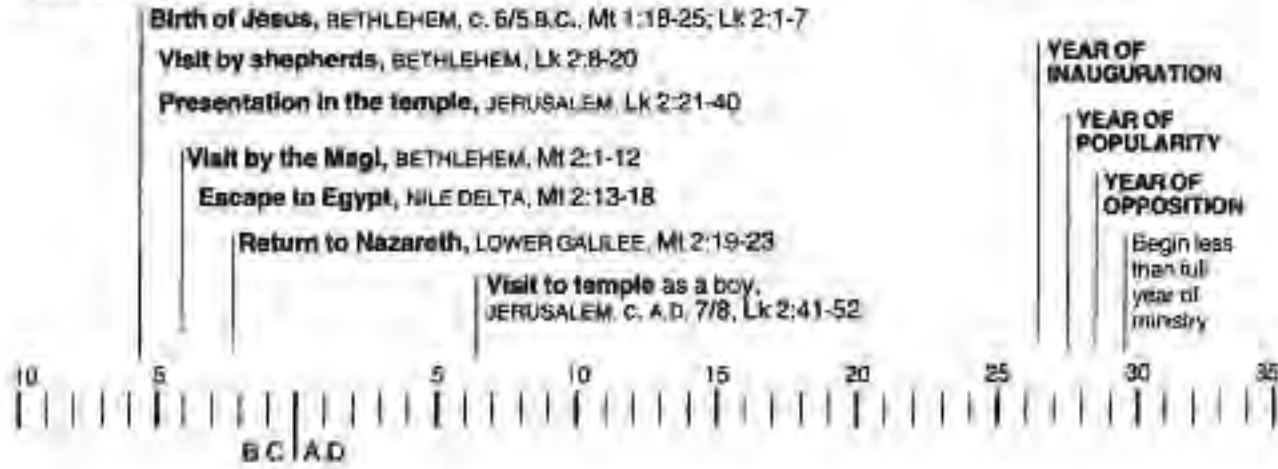 Birth of Jesus, BETHLEHEM, C. 6/5 B.C., Mt 1:18-25; Lk 2:1-7
Visit by shepherds, BETHLEHEM, Lk 2:8-20
Presentation in the temple, JERUSALEM, Lk 2:21-40
Visit by the Magi, BETHLEHEM, Mt 2:1-12
Escape to Egypt, NILE DELTA, Mt 2:13-18
Return to Nazareth, LOWER GALILEE, Mt 2:19-23
Visit to temple as a boy,
JERUSALEM, C. A.D. 7/8, Lk 2:41-52
YEAR OF
INAUGURATION
YEAR OF
POPULARITY
YEAR OF
OPPOSITION
Begin less
than full
year of
ministry
10 5 5 10 15 20 25 30 35
B C A D